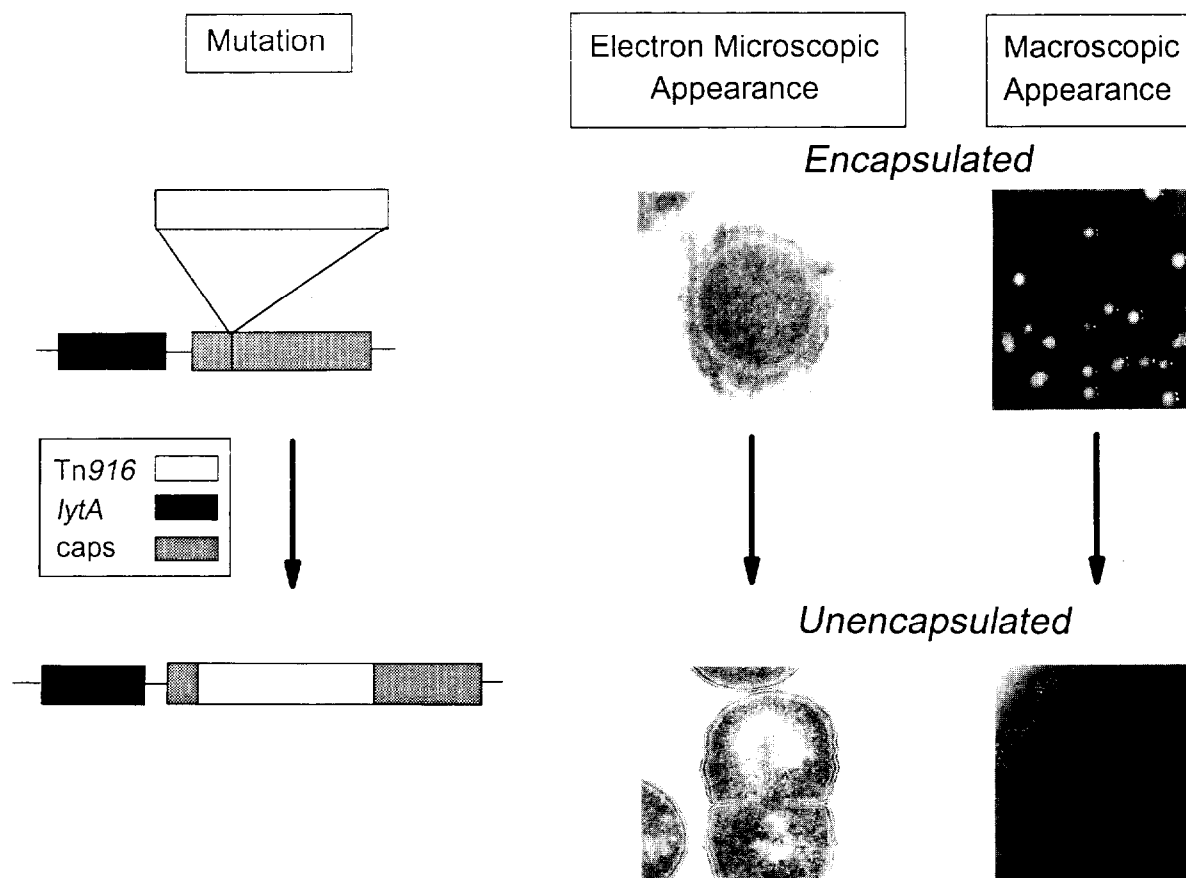 Mutation
Electron Microscopic
Appearance
Macroscopic
Appearance
Encapsulated
Tn916
lytA
caps
Unencapsulated